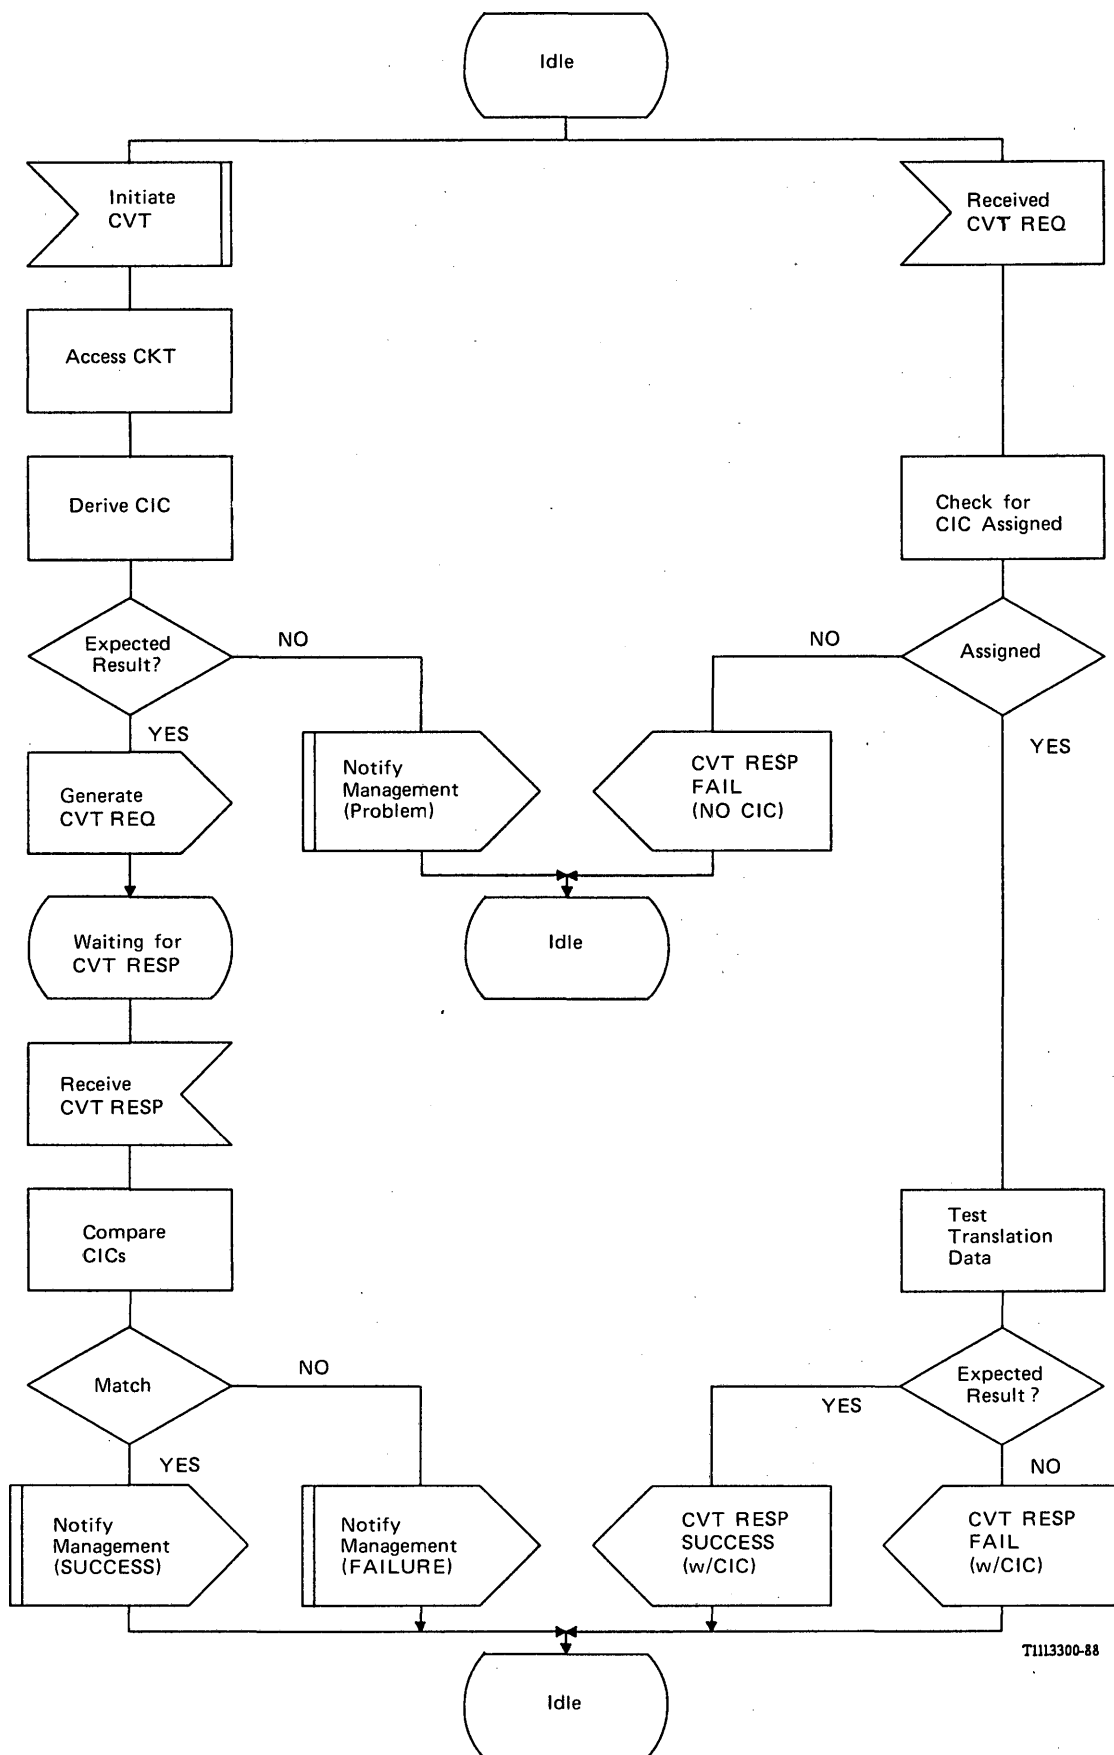 Idle
Initiate
CVT
Received
CVT REQ
Access CKT
Derive CIC
Check for
CIC Assigned
Expected
Result?
NO
NO
Assigned
YES
YES
Generate
CVT REQ
Notify
Management
(Problem)
CVT RESP
FAIL
(NO CIC)
Waiting for
CVT RESP
Idle
Receive
CVT RESP
Compare
CICs
Test
Translation
Data
Match
NO
YES
Expected
Result?
YES
NO
Notify
Management
(SUCCESS)
Notify
Management
(FAILURE)
CVT RESP
SUCCESS
(w/CIC)
CVT RESP
FAIL
(w/CIC)
T1113300-88
Idle